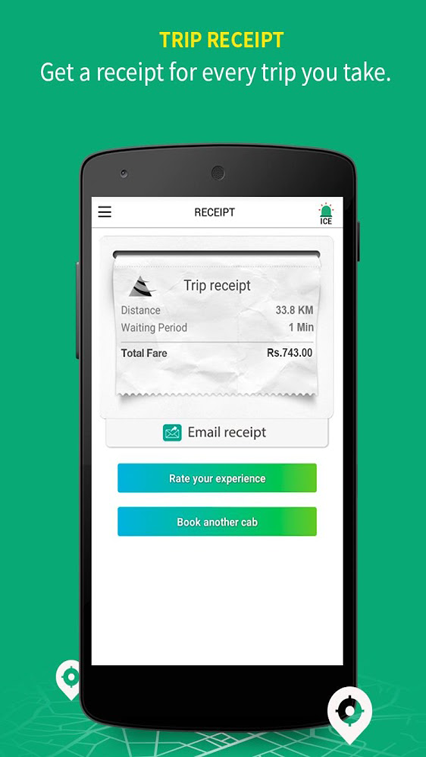 TRIP RECEIPT
Get a receipt for every trip you take.
RECEIPT
ICE
Trip receipt
Distance 33.8 KM
Waiting Period 1 Min
Total Fare Rs.743.00
Email receipt
Rate your experience
Book another cab